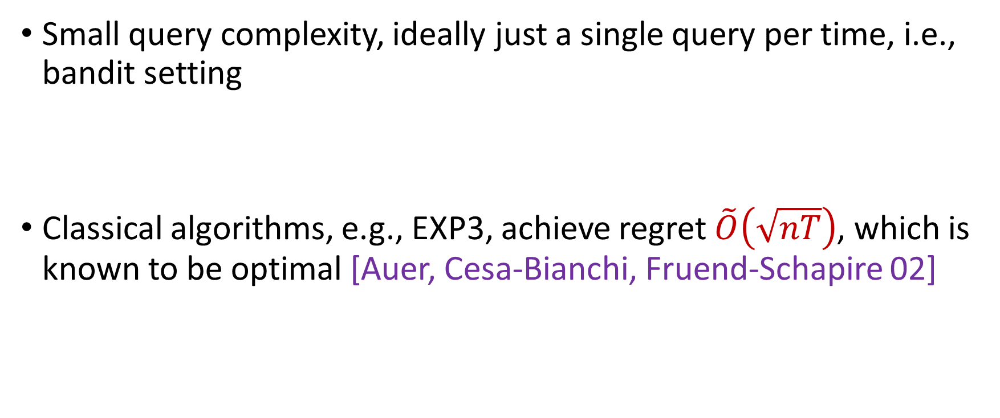 • Small query complexity, ideally just a single query per time, i.e.,
bandit setting
• Classical algorithms, e.g., EXP3, achieve regret Õ(√nT), which is
known to be optimal [Auer, Cesa-Bianchi, Fruend-Schapire 02]